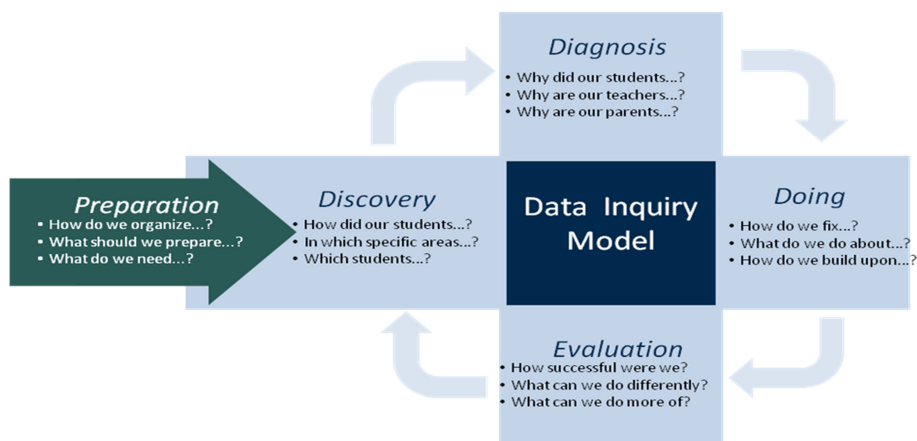 Preparation
• How do we organize...?
• What should we prepare...?
• What do we need...?
Discovery
• How did our students...?
• In which specific areas...?
• Which students...?
Diagnosis
• Why did our students...?
• Why are our teachers...?
• Why are our parents...?
Data Inquiry
Model
Doing
• How do we fix...?
• What do we do about...?
• How do we build upon...?
Evaluation
• How successful were we?
• What can we do differently?
• What can we do more of?